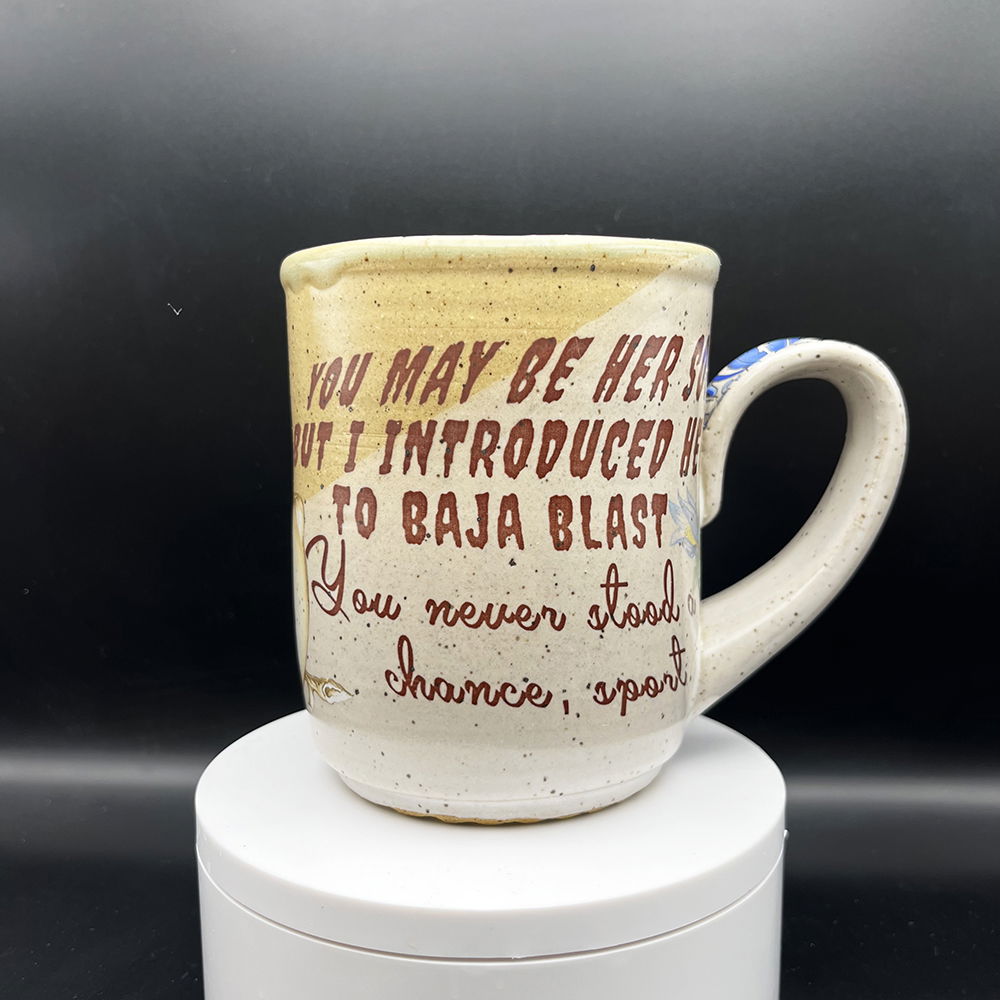 YOU MAY BE HER
BUT I INTRODUCED
TO BAJA BLAST
You never stood a
chance, sport.